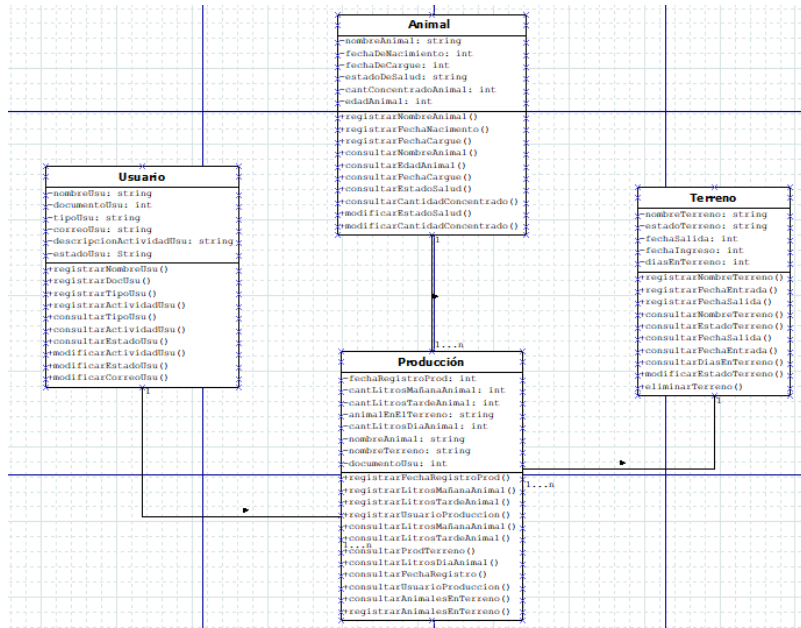 Animal
-nombreAnimal: string
-fechaDeNacimiento: int
-fechaDeCargue: int
-estadoDeSalud: string
-cantConcentradoAnimal: int
-edadAnimal: int
+registrarNombreAnimal()
+registrarFechaNacimento()
+registrarFechaCargue()
+consultarNombreAnimal()
+consultarEdadAnimal()
+consultarFechaCargue()
+consultarEstadoSalud()
+consultarCantidadConcentrado()
+modificarEstadoSalud()
+modificarCantidadConcentrado()
1
1...n
Usuario
-nombreUsu: string
-documentoUsu: int
-tipoUsu: string
-correoUsu: string
-descripcionActividadUsu: string
-estadoUsu: String
+registrarNombreUsu()
+registrarDocUsu()
+registrarTipoUsu()
+registrarActividadUsu()
+consultarTipoUsu()
+consultarActividadUsu()
+consultarEstadoUsu()
+modificarActividadUsu()
+modificarEstadoUsu()
+modificarCorreoUsu()
1
Terreno
-nombreTerreno: string
-estadoTerreno: string
-fechaSalida: int
-fechaIngreso: int
-diasEnTerreno: int
+registrarNombreTerreno()
+registrarFechaEntrada()
+registrarFechaSalida()
+consultarNombreTerreno()
+consultarEstadoTerreno()
+consultarFechaSalida()
+consultarFechaEntrada()
+consultarDiasEnTerreno()
+modificarEstadoTerreno()
+eliminarTerreno()
1
Producción
-fechaRegistroProd: int
-cantLitrosMañanaAnimal: int
-cantLitrosTardeAnimal: int
-animalEnElTerreno: string
-cantLitrosDiaAnimal: int
-nombreAnimal: string
-nombreTerreno: string
-documentoUsu: int
+registrarFechaRegistroProd()
+registrarLitrosMañanaAnimal()
+registrarLitrosTardeAnimal()
+registrarUsuarioProduccion()
+consultarLitrosMañanaAnimal()
+consultarLitrosTardeAnimal()
+consultarProdTerreno()
+consultarLitrosDiaAnimal()
+consultarFechaRegistro()
+consultarUsuarioProduccion()
+consultarAnimalesEnTerreno()
+registrarAnimalesEnTerreno()
1...n
1...n